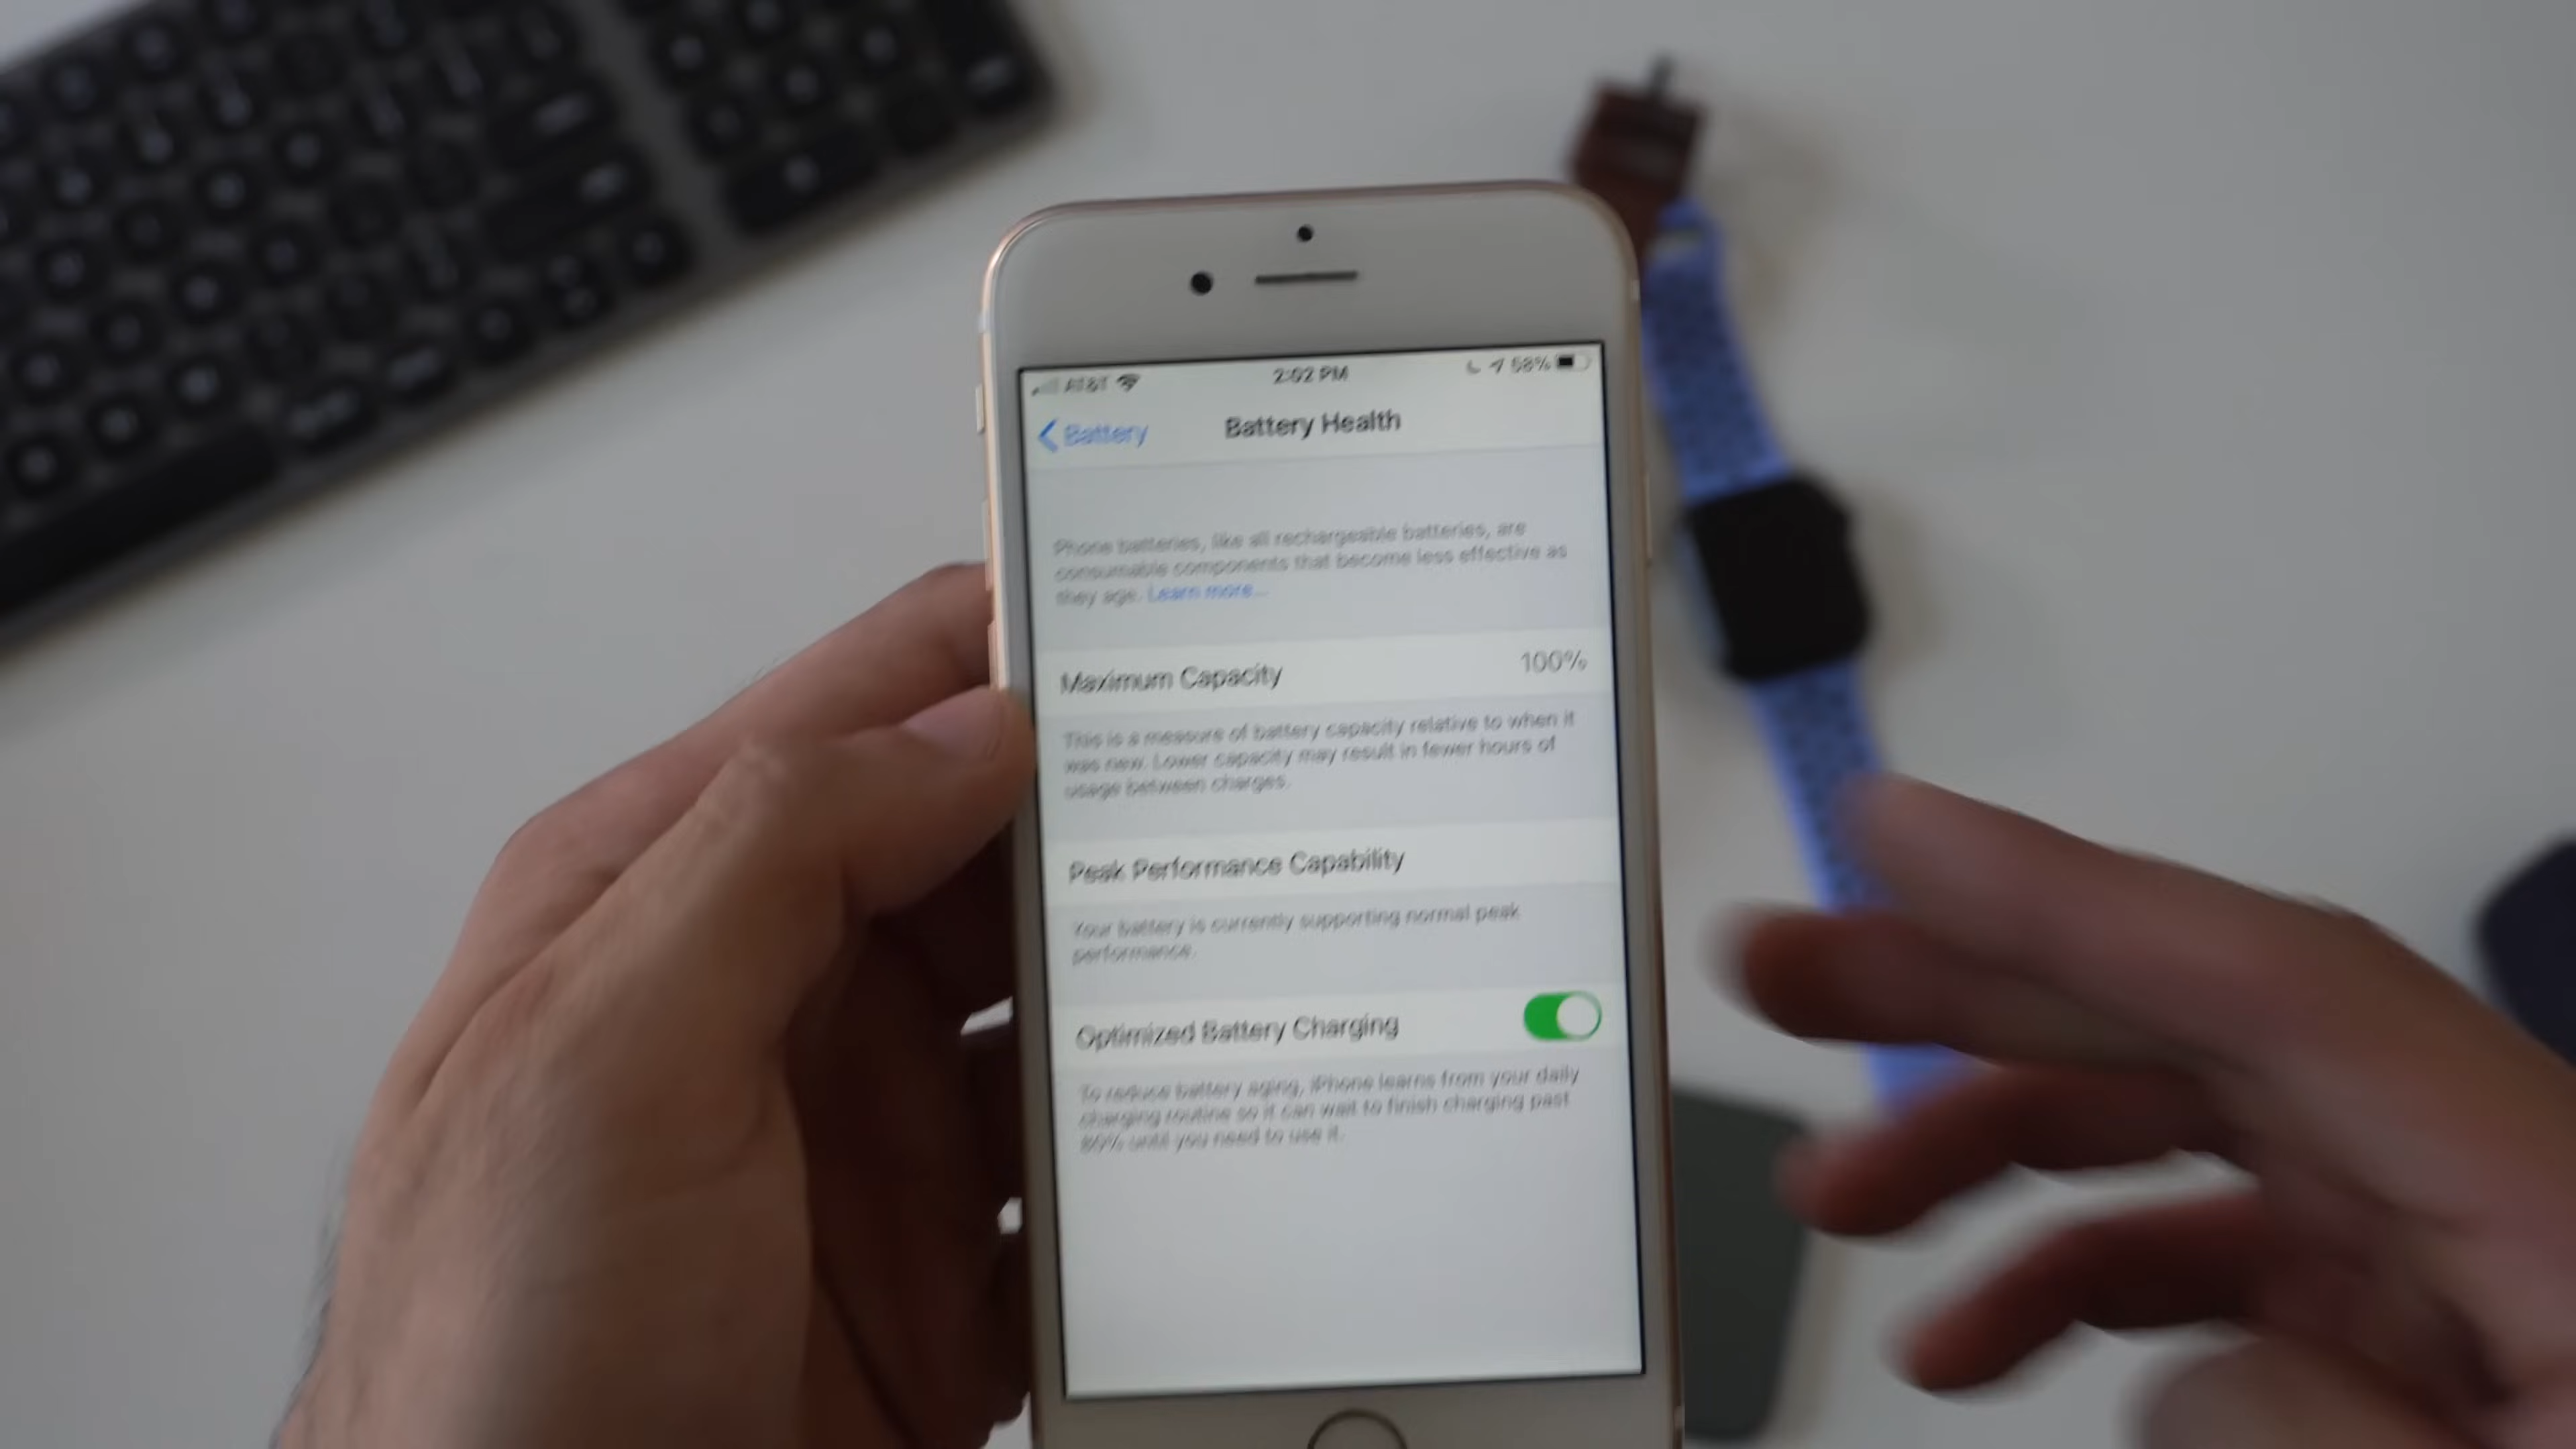 AT&T 2:02 PM 58%
Battery Battery Health
Phone batteries, like all rechargeable batteries, are
consumable components that become less effective as
they age. Learn more...
Maximum Capacity 100%
This is a measure of battery capacity relative to when it
was new. Lower capacity may result in fewer hours of
usage between charges.
Peak Performance Capability
Your battery is currently supporting normal peak
performance.
Optimized Battery Charging
To reduce battery aging, iPhone learns from your daily
charging routine so it can wait to finish charging past
80% until you need to use it.